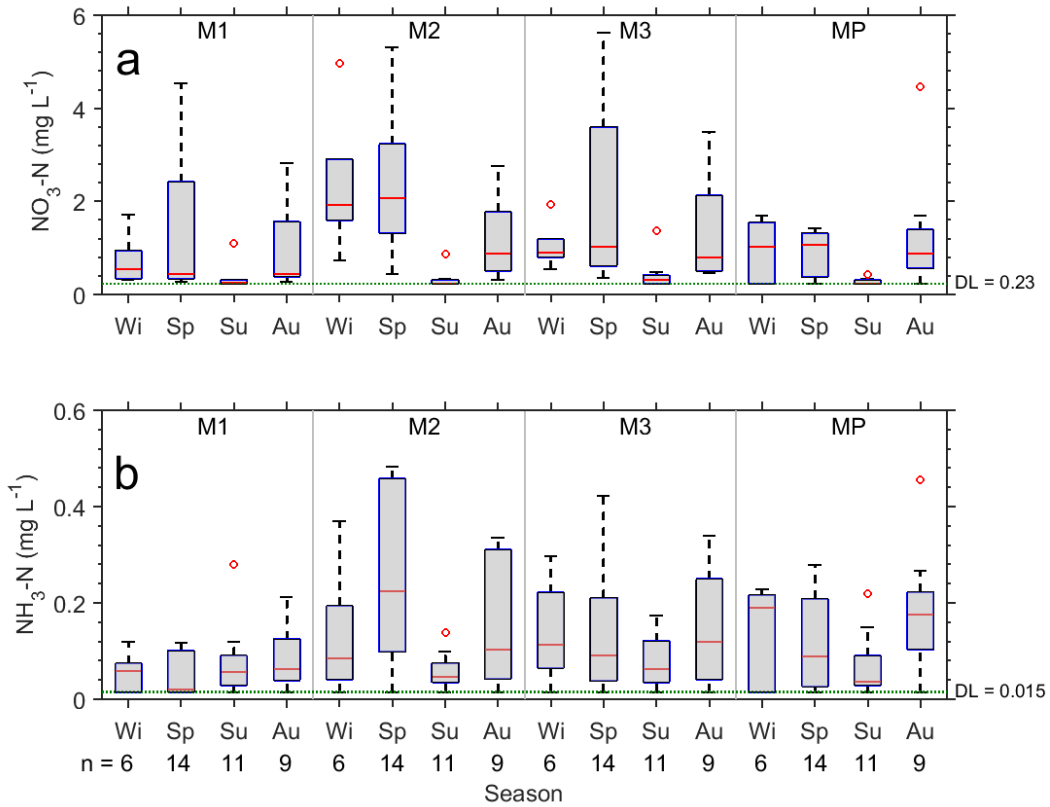 6
M1 M2 M3 MP
a
4
NO3-N (mg L-1)
2
0
DL = 0.23
Wi Sp Su Au Wi Sp Su Au Wi Sp Su Au Wi Sp Su Au
0.6
M1 M2 M3 MP
b
0.4
NH3-N (mg L-1)
0.2
0
DL = 0.015
Wi Sp Su Au Wi Sp Su Au Wi Sp Su Au Wi Sp Su Au
n = 6 14 11 9 6 14 11 9 6 14 11 9 6 14 11 9
Season